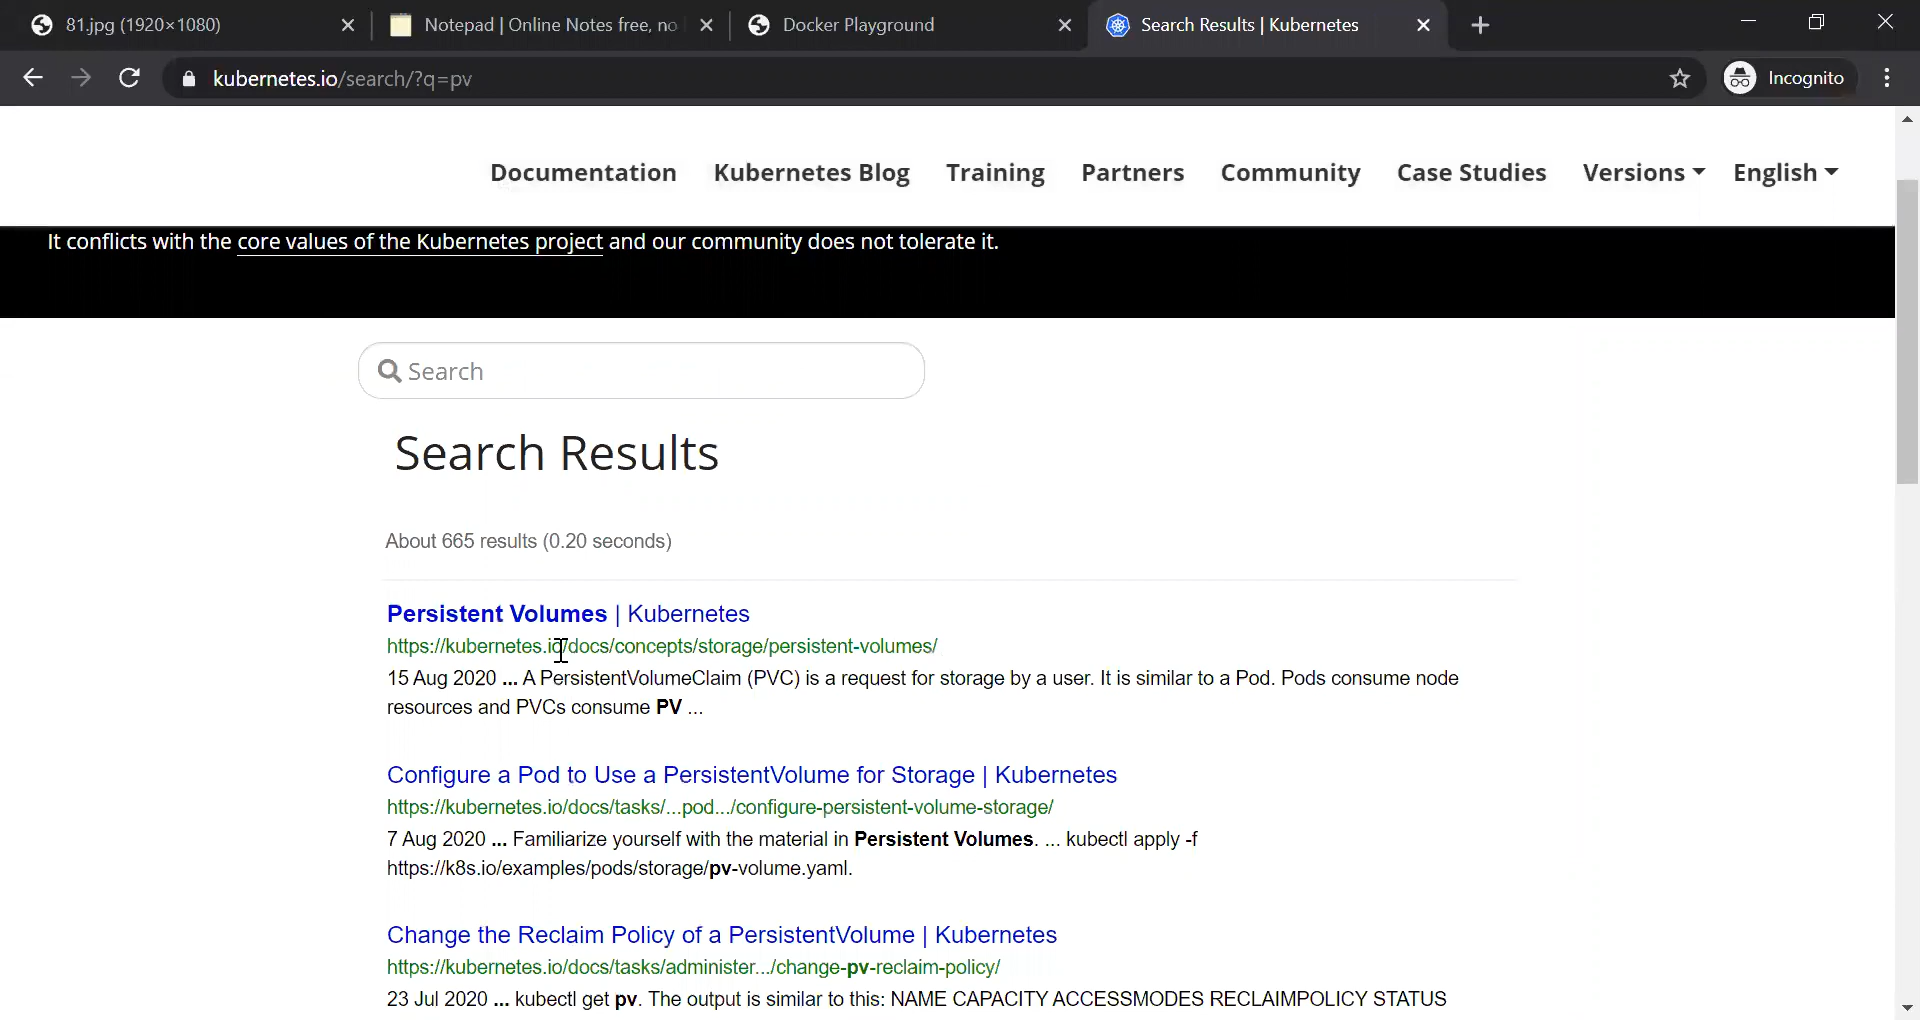 81.jpg (1920×1080)
Notepad | Online Notes free, no
Docker Playground
Search Results | Kubernetes
kubernetes.io/search/?q=pv
Incognito
Documentation Kubernetes Blog Training Partners Community Case Studies Versions English
It conflicts with the core values of the Kubernetes project and our community does not tolerate it.
Search
Search Results
About 665 results (0.20 seconds)
Persistent Volumes | Kubernetes
https://kubernetes.io/docs/concepts/storage/persistent-volumes/
15 Aug 2020 ... A PersistentVolumeClaim (PVC) is a request for storage by a user. It is similar to a Pod. Pods consume node
resources and PVCs consume PV ...
Configure a Pod to Use a PersistentVolume for Storage | Kubernetes
https://kubernetes.io/docs/tasks/...pod.../configure-persistent-volume-storage/
7 Aug 2020 ... Familiarize yourself with the material in Persistent Volumes. ... kubectl apply -f
https://k8s.io/examples/pods/storage/pv-volume.yaml.
Change the Reclaim Policy of a PersistentVolume | Kubernetes
https://kubernetes.io/docs/tasks/administer.../change-pv-reclaim-policy/
23 Jul 2020 ... kubectl get pv. The output is similar to this: NAME CAPACITY ACCESSMODES RECLAIMPOLICY STATUS